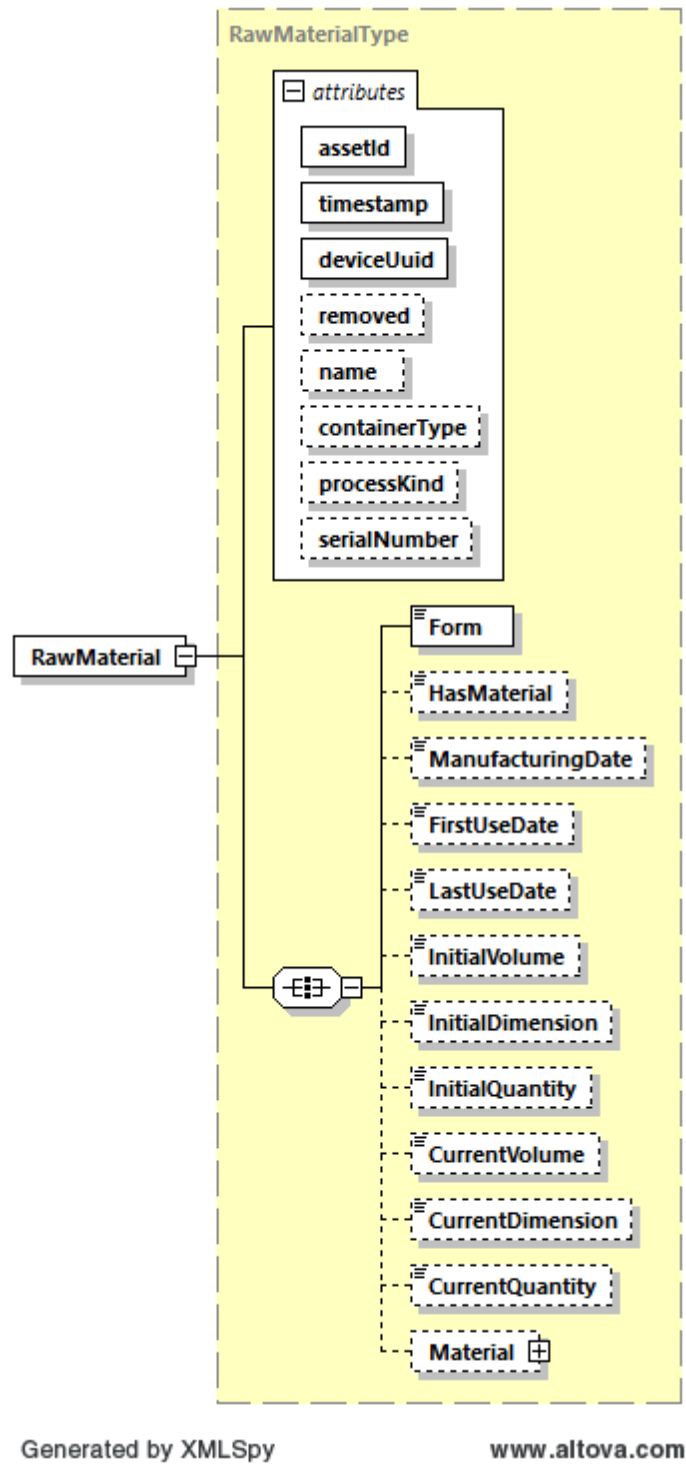 RawMaterialType
attributes
assetId
timestamp
deviceUuid
removed
name
containerType
processKind
serialNumber
RawMaterial
Form
HasMaterial
ManufacturingDate
FirstUseDate
LastUseDate
InitialVolume
InitialDimension
InitialQuantity
CurrentVolume
CurrentDimension
CurrentQuantity
Material
Generated by XMLSpy www.altova.com